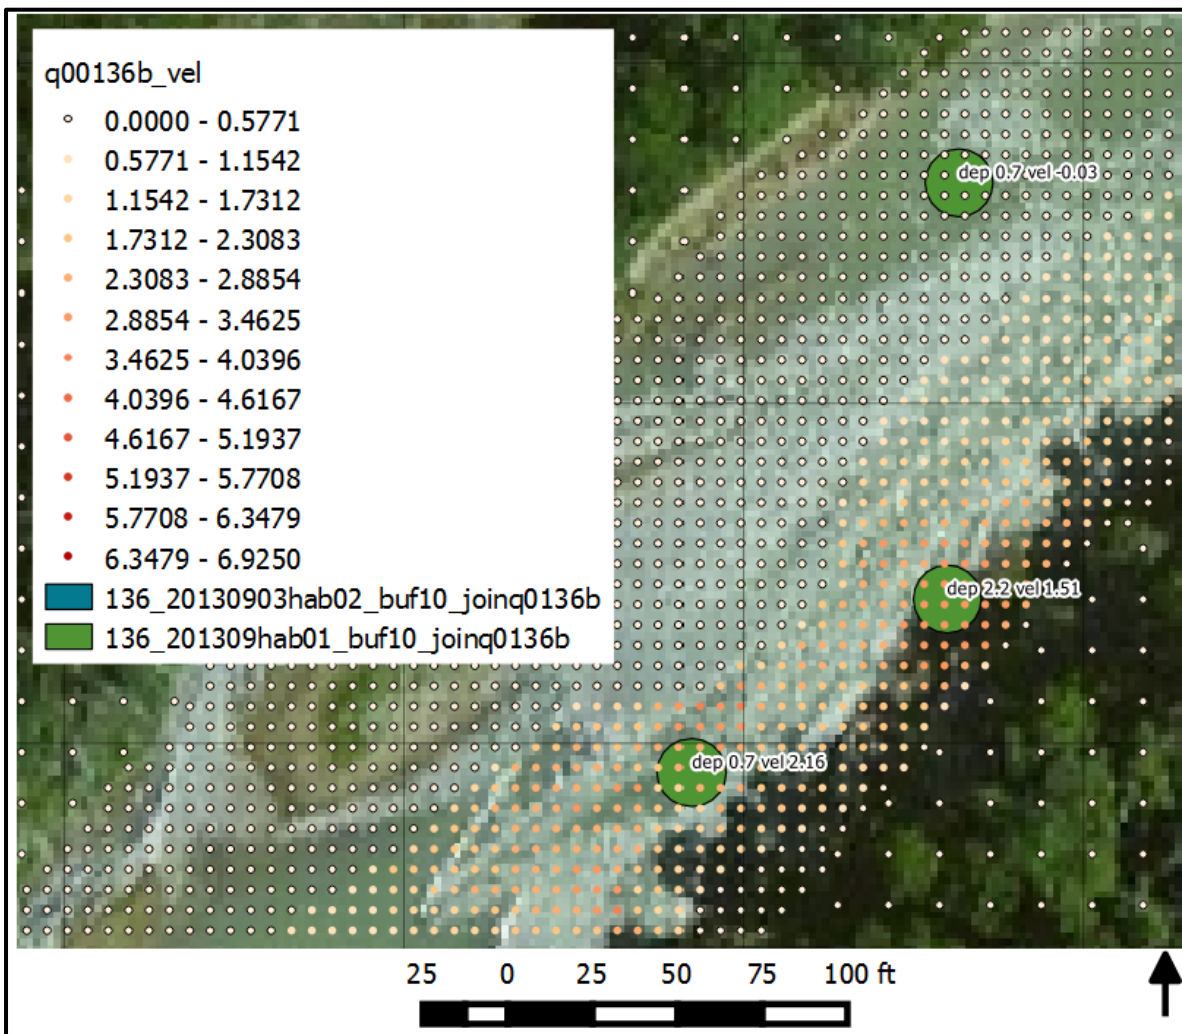 q00136b_vel
0.0000 - 0.5771
0.5771 - 1.1542
1.1542 - 1.7312
1.7312 - 2.3083
2.3083 - 2.8854
2.8854 - 3.4625
3.4625 - 4.0396
4.0396 - 4.6167
4.6167 - 5.1937
5.1937 - 5.7708
5.7708 - 6.3479
6.3479 - 6.9250
136_20130903hab02_buf10_joinq0136b
136_201309hab01_buf10_joinq0136b
dep 0.7 vel -0.03
dep 2.2 vel 1.51
dep 0.7 vel 2.16
25 0 25 50 75 100 ft